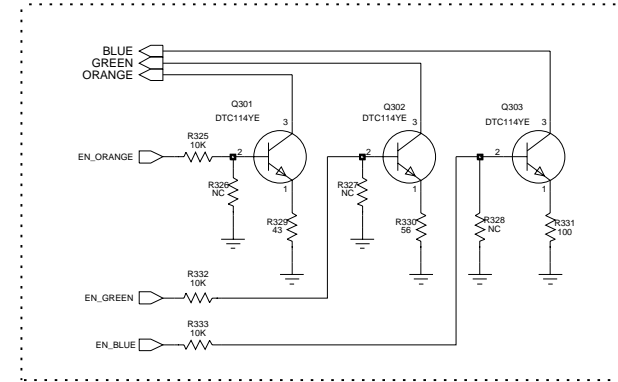 BLUE
GREEN
ORANGE
Q301
DTC114YE
3
Q302
DTC114YE
3
Q303
DTC114YE
3
R325
10K
EN_ORANGE
2
2
2
R326
NC
1
R327
NC
1
R328
NC
1
R329
43
R330
56
R331
100
R332
10K
EN_GREEN
R333
10K
EN_BLUE